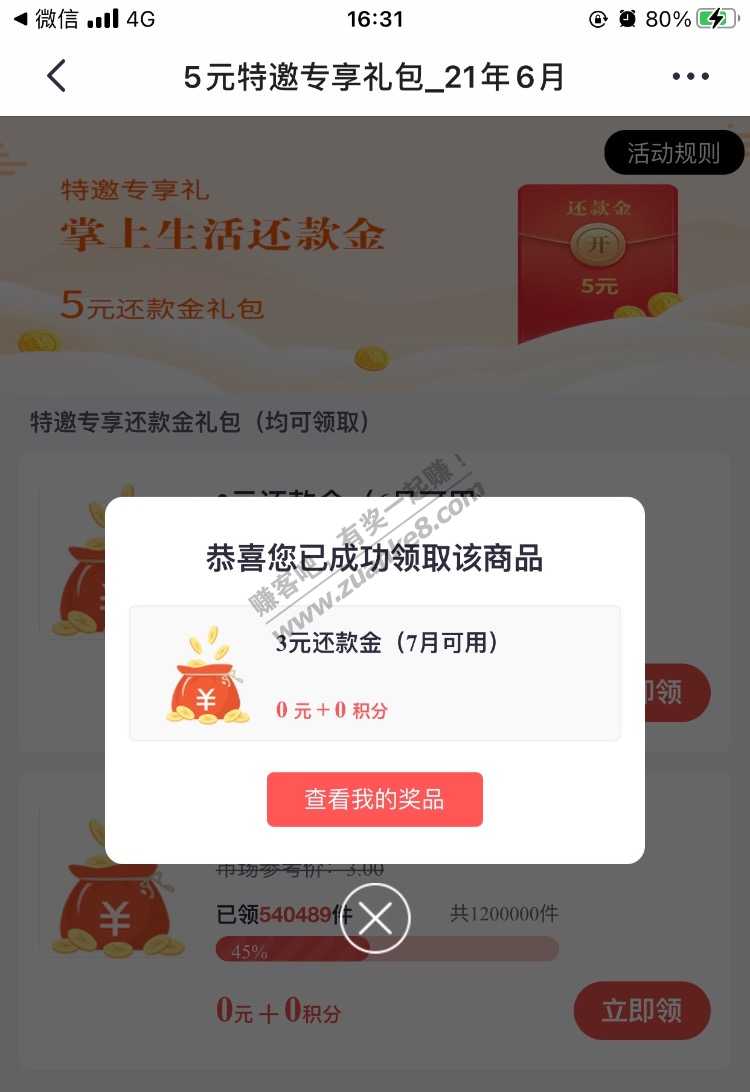 微信 4G 16:31 80%
5元特邀专享礼包_21年6月
活动规则
特邀专享礼
掌上生活还款金
5元还款金礼包
还款金
开
5元
特邀专享还款金礼包（均可领取）
赚客吧，有奖一起赚！
www.zuanke8.com
恭喜您已成功领取该商品
3元还款金（7月可用）
¥
0 元＋0 积分
即领
查看我的奖品
市场参考价：3.00
已领540489件 共1200000件
45%
¥
0元＋0积分
立即领